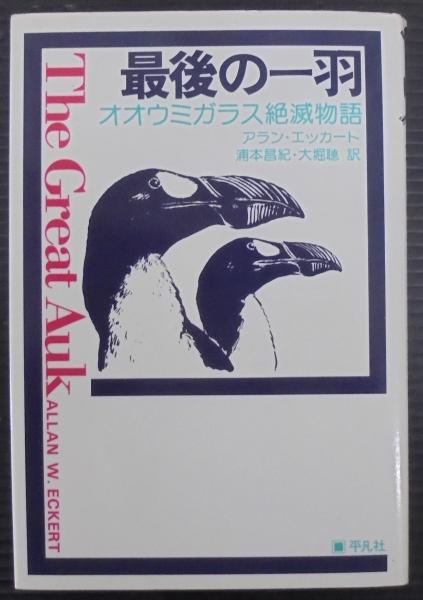 最後の一羽
オオウミガラス絶滅物語
アラン・エッカート
浦本昌紀・大堀聰 訳
The Great Auk
ALLAN W. ECKERT
平凡社